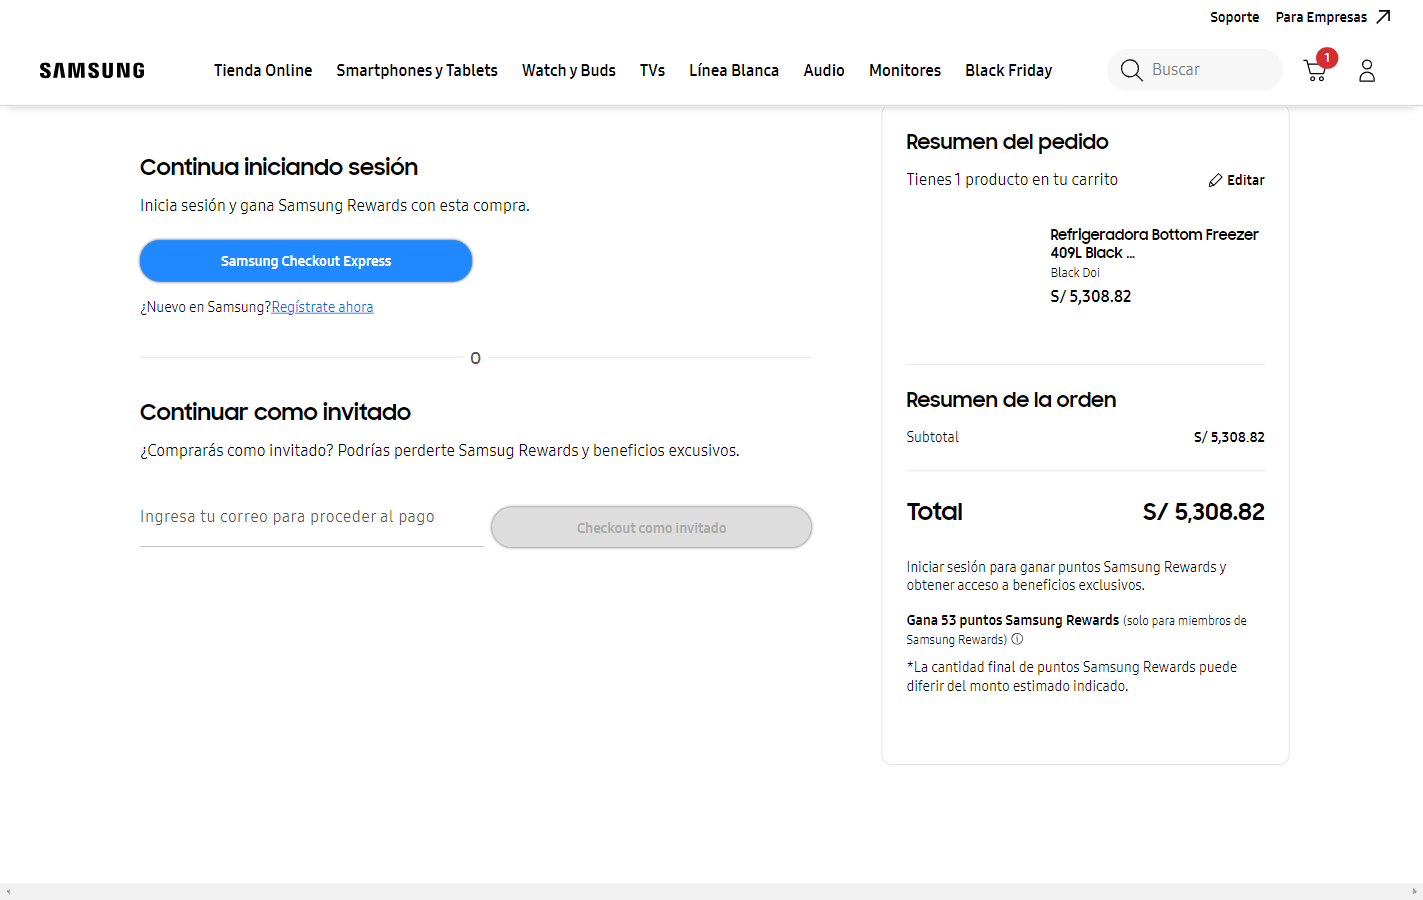 Soporte
Para Empresas
SAMSUNG
Tienda Online
Smartphones y Tablets
Watch y Buds
TVs
Línea Blanca
Audio
Monitores
Black Friday
Buscar
1
Continua iniciando sesión
Inicia sesión y gana Samsung Rewards con esta compra.
Samsung Checkout Express
¿Nuevo en Samsung?Regístrate ahora
O
Continuar como invitado
¿Comprarás como invitado? Podrías perderte Samsug Rewards y beneficios excusivos.
Ingresa tu correo para proceder al pago
Checkout como invitado
Resumen del pedido
Tienes 1 producto en tu carrito
Editar
Refrigeradora Bottom Freezer
409L Black ...
Black Doi
S/ 5,308.82
Resumen de la orden
Subtotal
S/ 5,308.82
Total
S/ 5,308.82
Iniciar sesión para ganar puntos Samsung Rewards y
obtener acceso a beneficios exclusivos.
Gana 53 puntos Samsung Rewards (solo para miembros de
Samsung Rewards)
*La cantidad final de puntos Samsung Rewards puede
diferir del monto estimado indicado.